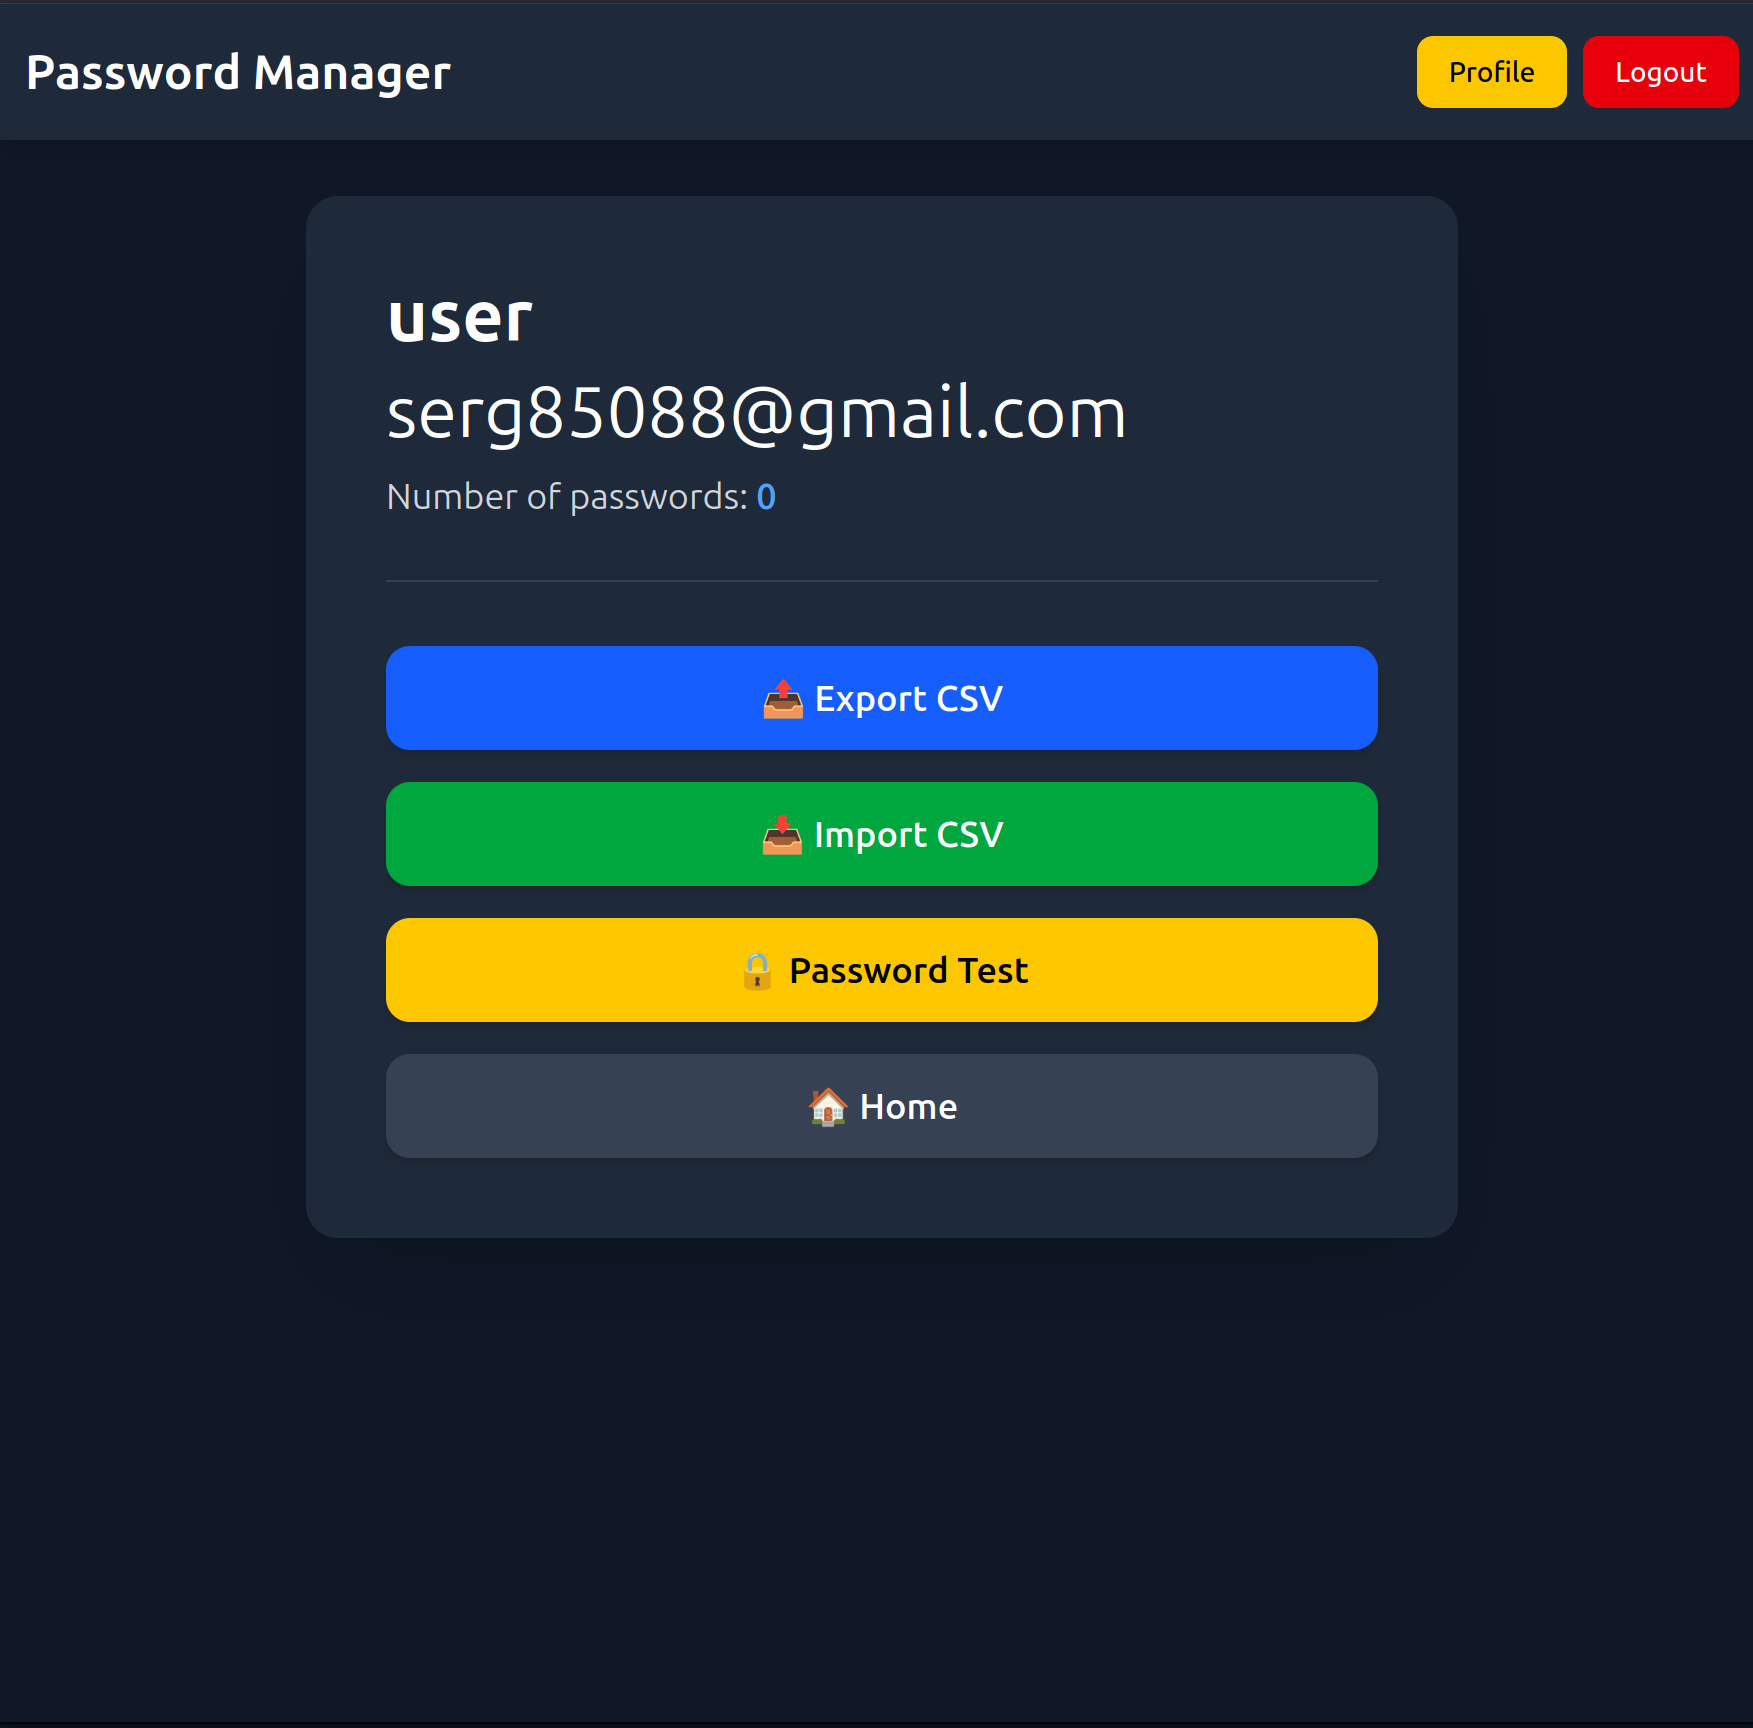 Password Manager
Profile
Logout
user
serg85088@gmail.com
Number of passwords: 0
Export CSV
Import CSV
Password Test
Home